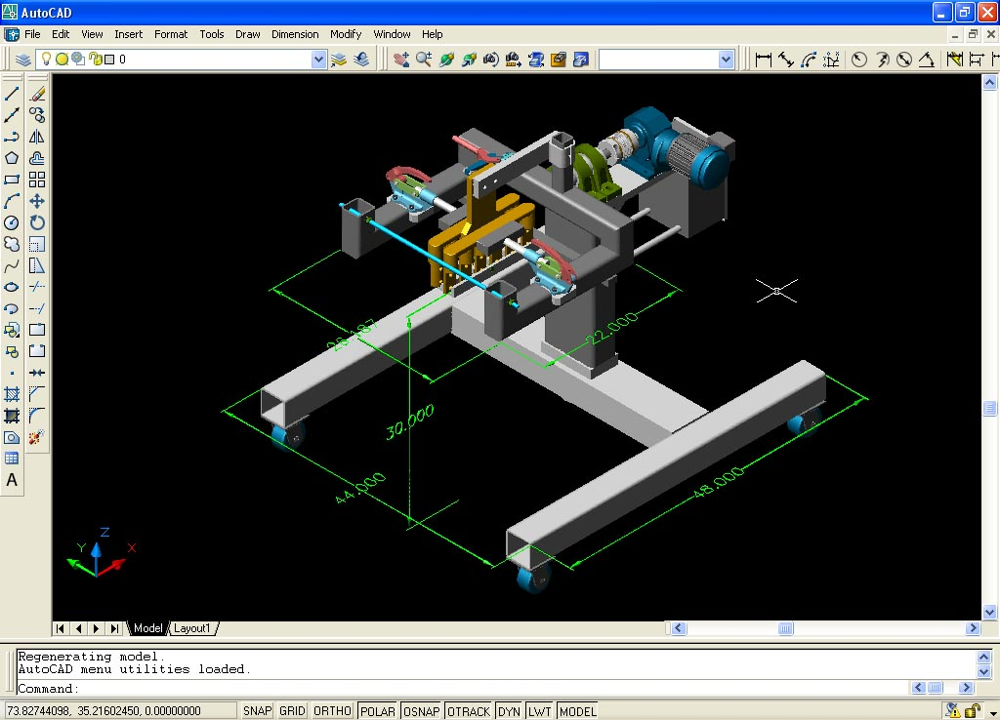 AutoCAD
File Edit View Insert Format Tools Draw Dimension Modify Window Help
0
A
22.000
30.000
44.000
48.000
Z
Y X
Model Layout1
Regenerating model.
AutoCAD menu utilities loaded.
Command:
73.82744098, 35.21602450, 0.00000000 SNAP GRID ORTHO POLAR OSNAP OTRACK DYN LWT MODEL